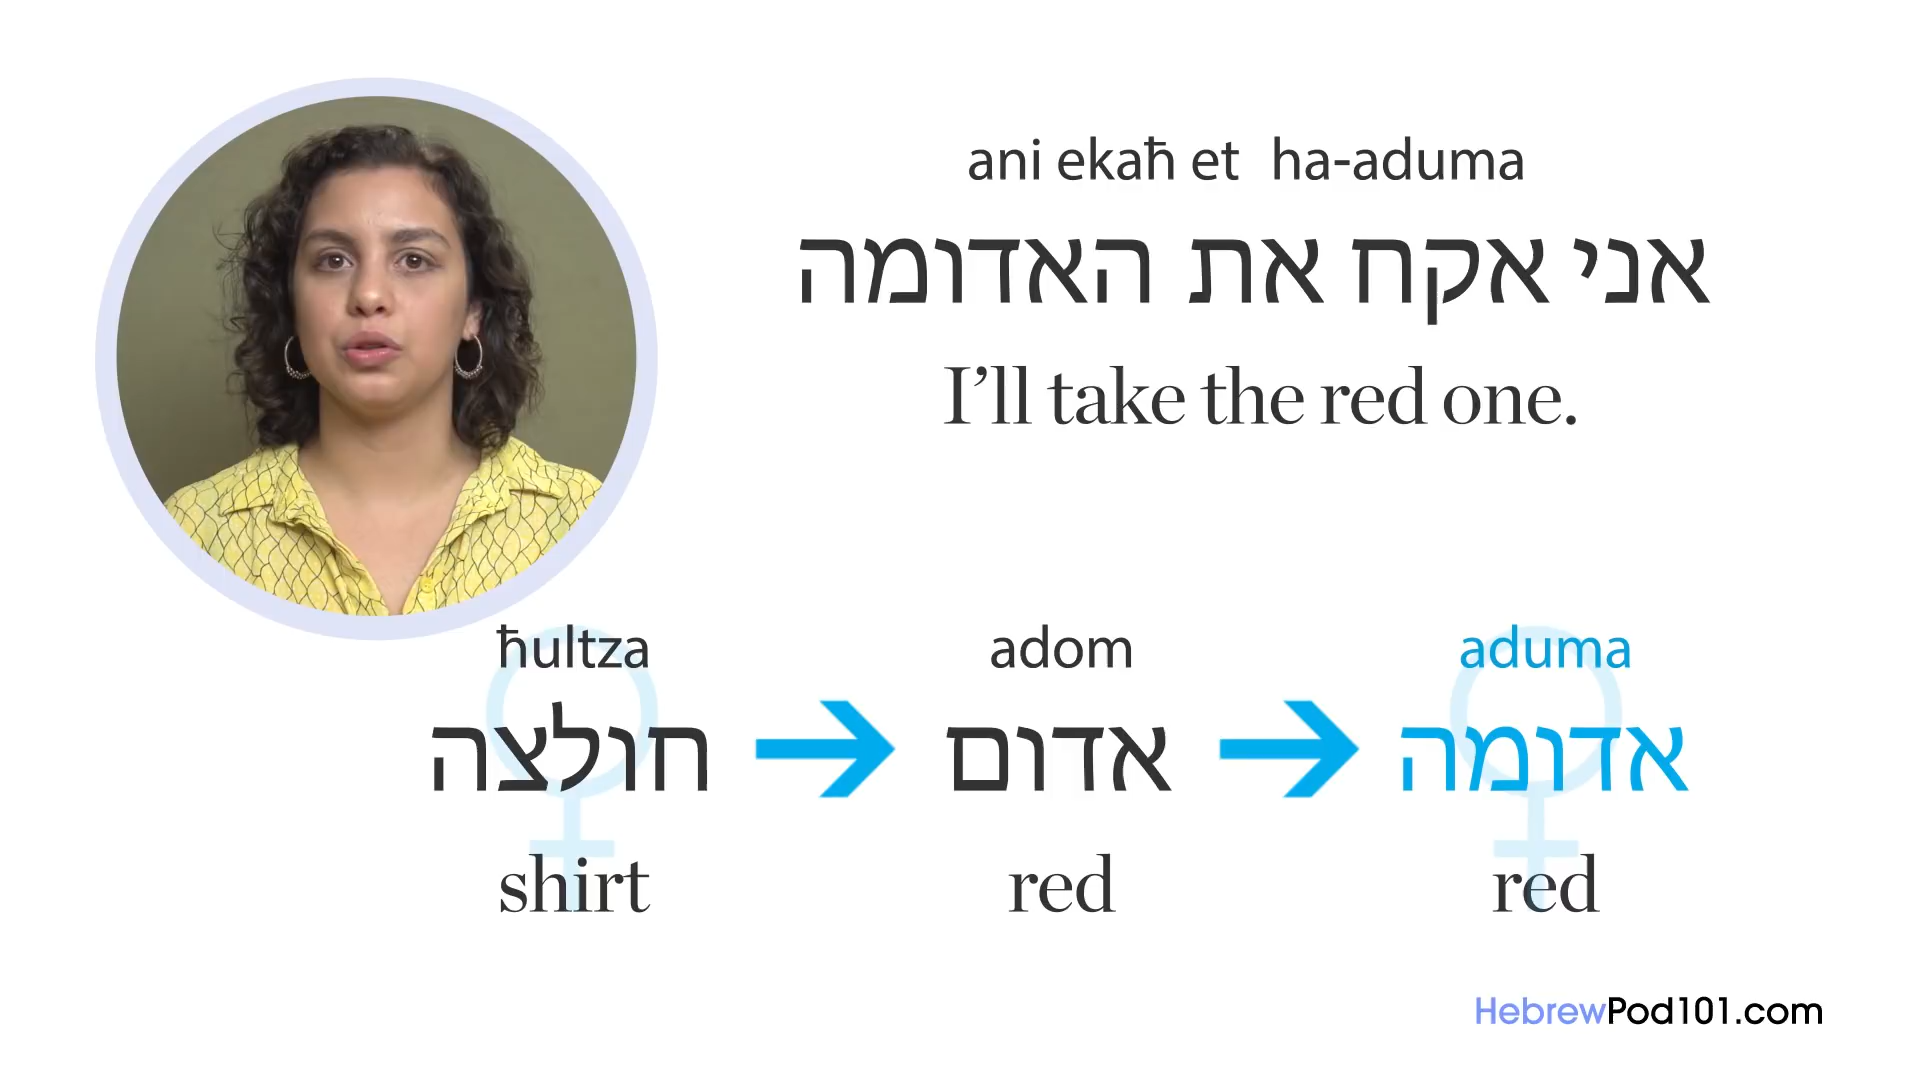 ani ekaħ et ha-aduma
אני אקח את האדומה
I'll take the red one.
ħultza adom aduma
חולצה → אדום → אדומה
shirt red red
HebrewPod101.com